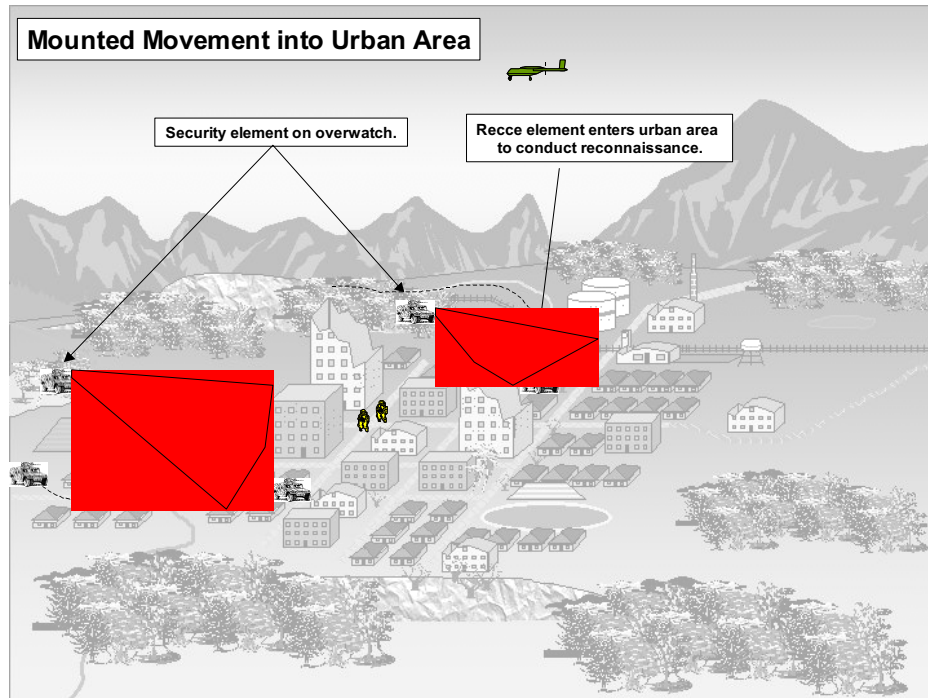 Mounted Movement into Urban Area
Security element on overwatch.
Recce element enters urban area
to conduct reconnaissance.